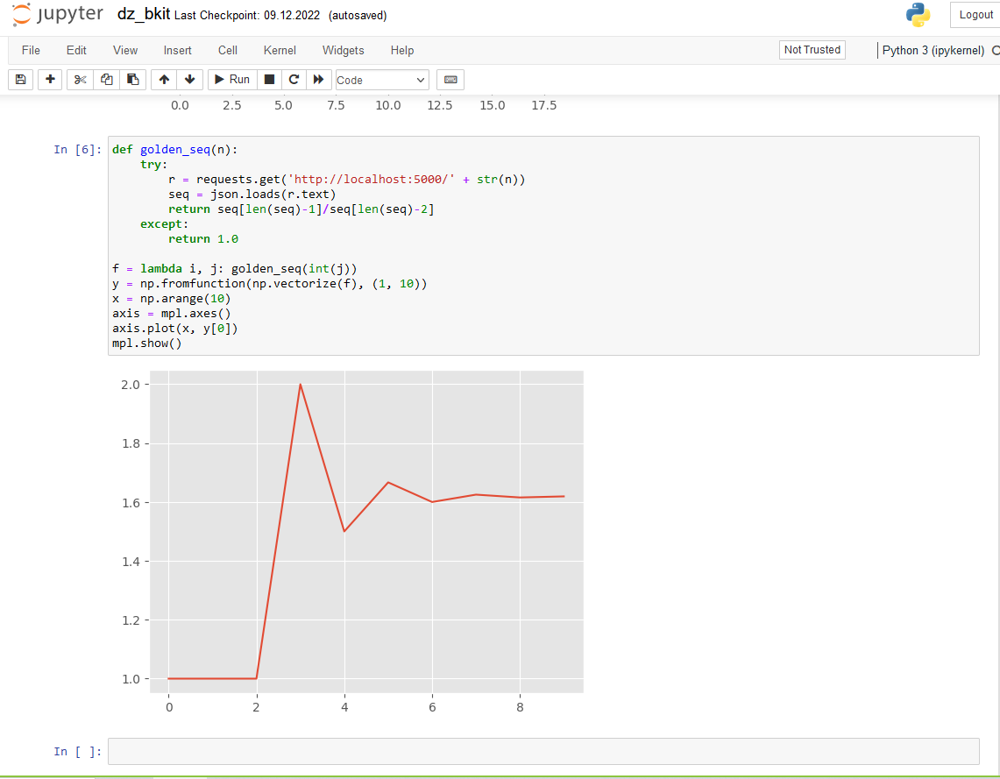 jupyter dz_bkit Last Checkpoint: 09.12.2022 (autosaved)
Logout
File Edit View Insert Cell Kernel Widgets Help
Not Trusted
Python 3 (ipykernel)
Run
Code
0.0 2.5 5.0 7.5 10.0 12.5 15.0 17.5
In [6]:
def golden_seq(n):
    try:
        r = requests.get('http://localhost:5000/' + str(n))
        seq = json.loads(r.text)
        return seq[len(seq)-1]/seq[len(seq)-2]
    except:
        return 1.0
f = lambda i, j: golden_seq(int(j))
y = np.fromfunction(np.vectorize(f), (1, 10))
x = np.arange(10)
axis = mpl.axes()
axis.plot(x, y[0])
mpl.show()
2.0
1.8
1.6
1.4
1.2
1.0
0 2 4 6 8
In [ ]: